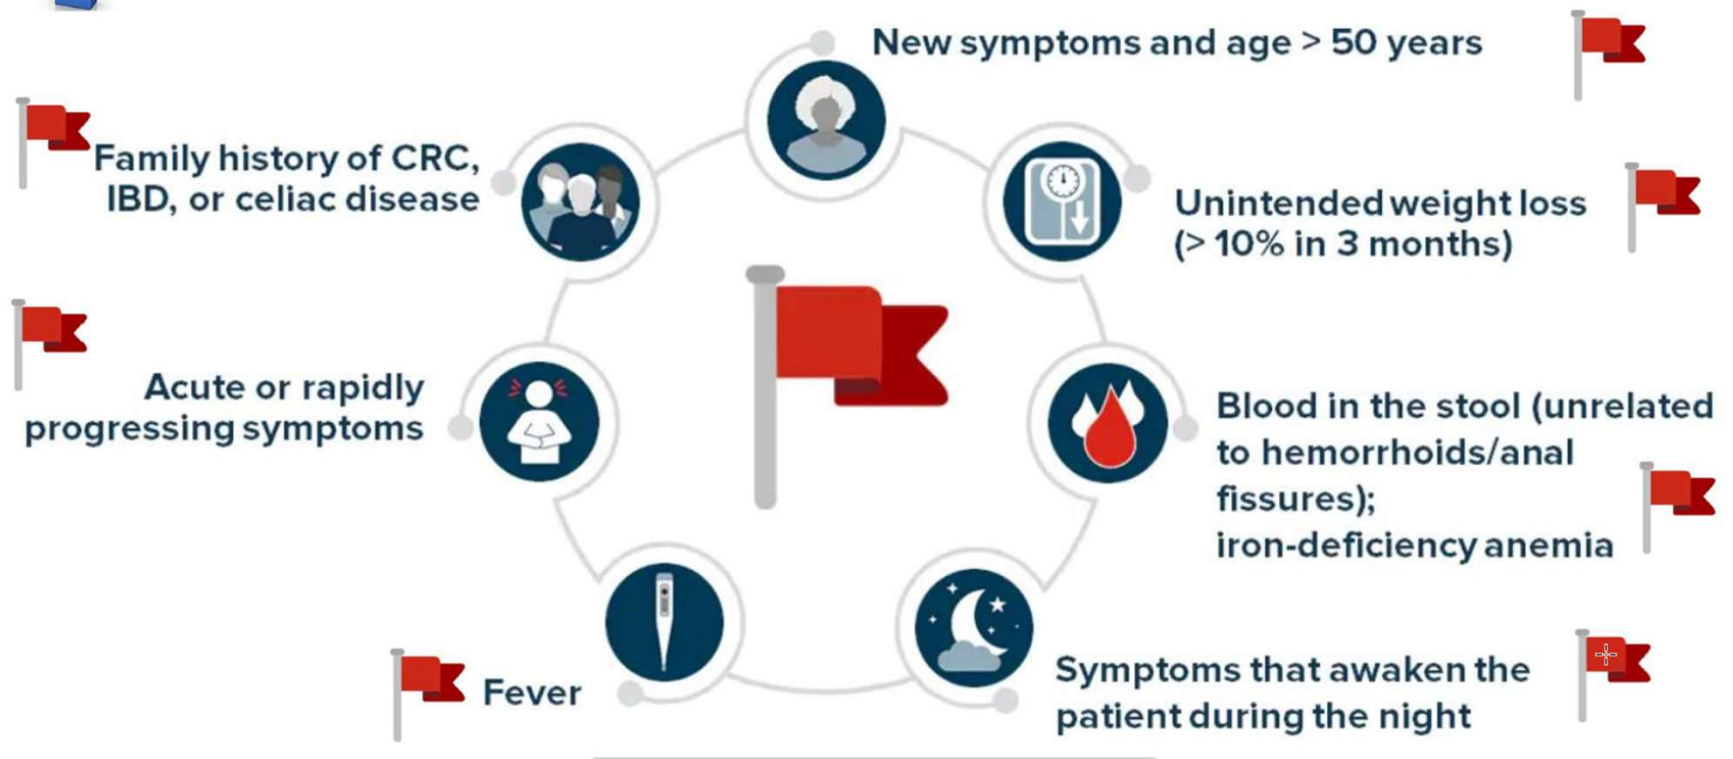 New symptoms and age > 50 years
Unintended weight loss
(> 10% in 3 months)
Blood in the stool (unrelated
to hemorrhoids/anal
fissures);
iron-deficiency anemia
Symptoms that awaken the
patient during the night
Fever
Acute or rapidly
progressing symptoms
Family history of CRC,
IBD, or celiac disease